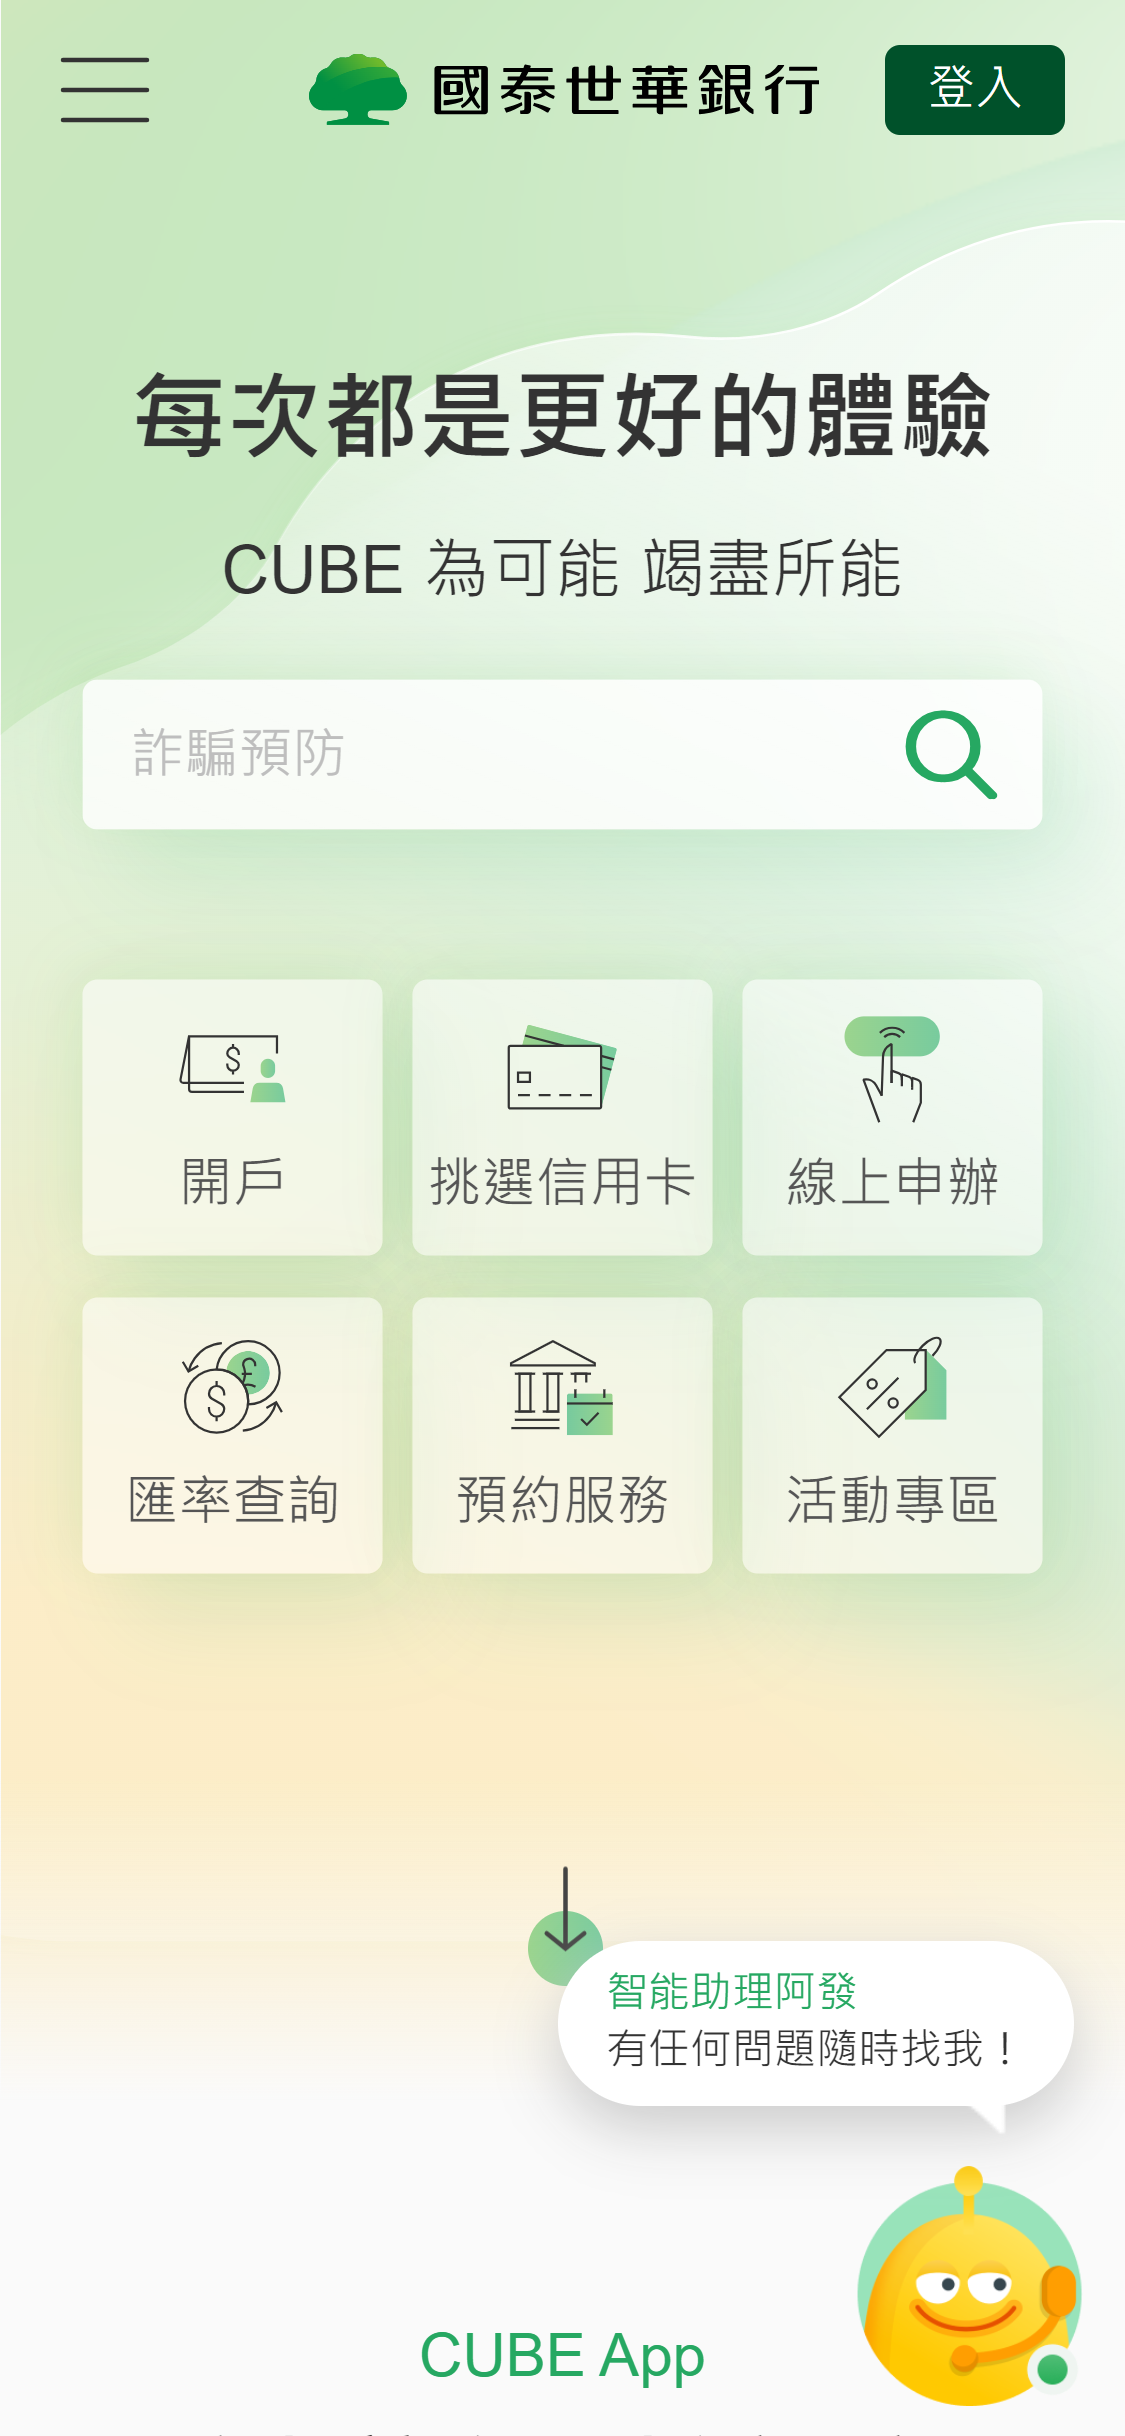 國泰世華銀行
登入
每次都是更好的體驗
CUBE 為可能 竭盡所能
詐騙預防
開戶
挑選信用卡
線上申辦
匯率查詢
預約服務
活動專區
智能助理阿發
有任何問題隨時找我！
CUBE App